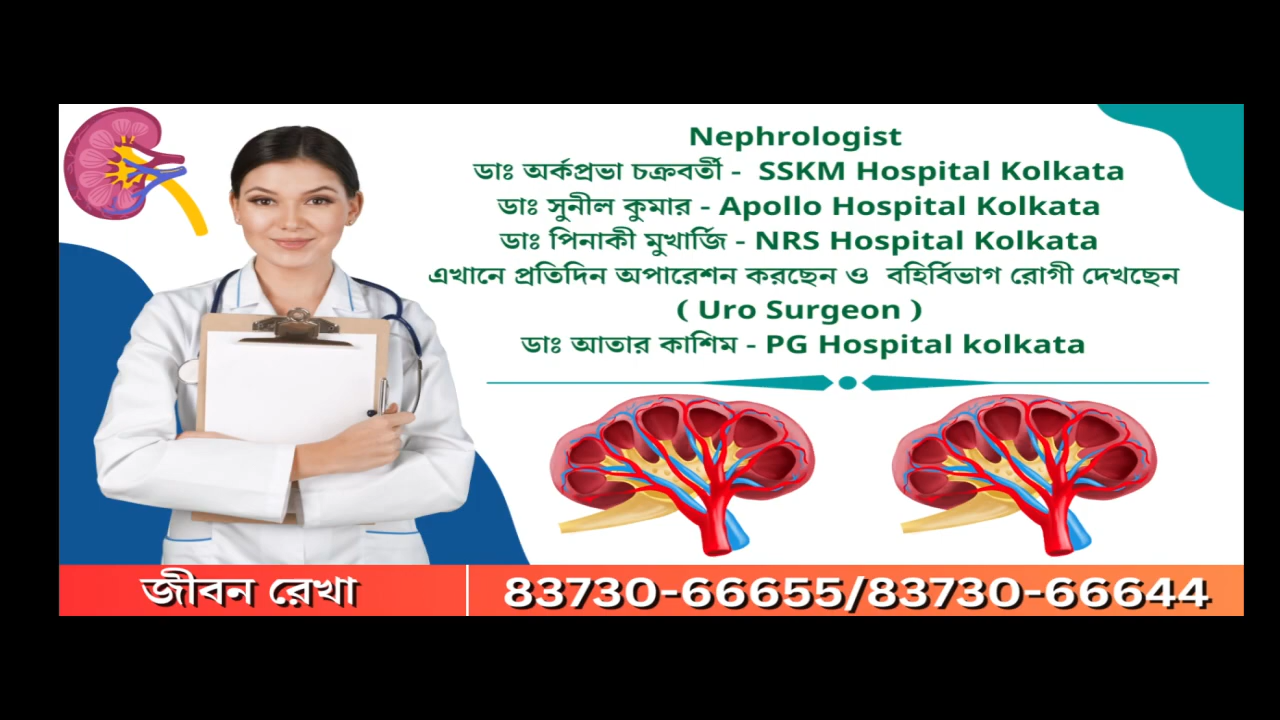 Nephrologist
ডাঃ অর্কপ্রভা চক্রবর্তী - SSKM Hospital Kolkata
ডাঃ সুনীল কুমার - Apollo Hospital Kolkata
ডাঃ পিনাকী মুখার্জি - NRS Hospital Kolkata
এখানে প্রতিদিন অপারেশন করছেন ও বহির্বিভাগ রোগী দেখছেন
( Uro Surgeon )
ডাঃ আতার কাশিম - PG Hospital kolkata
জীবন রেখা
83730-66655/83730-66644